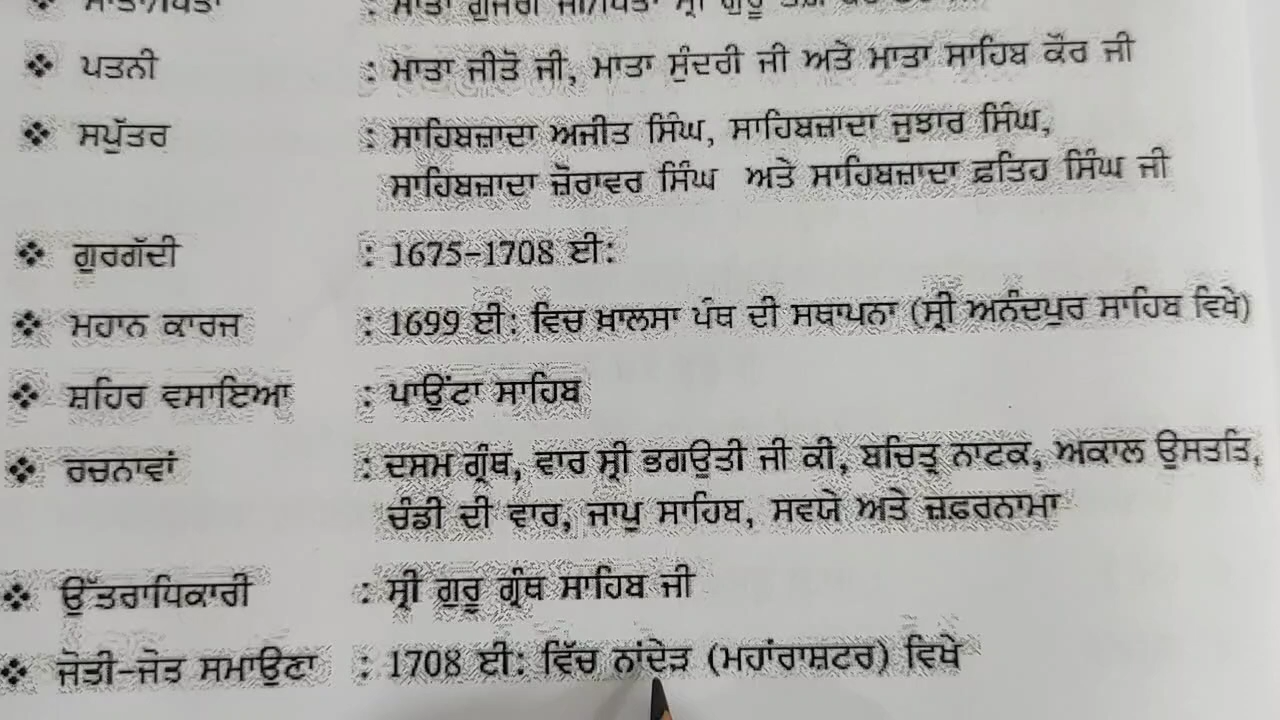 ❖ ਪਤਨੀ : ਮਾਤਾ ਜੀਤੋ ਜੀ, ਮਾਤਾ ਸੁੰਦਰੀ ਜੀ ਅਤੇ ਮਾਤਾ ਸਾਹਿਬ ਕੌਰ ਜੀ
❖ ਸਪੁੱਤਰ : ਸਾਹਿਬਜ਼ਾਦਾ ਅਜੀਤ ਸਿੰਘ, ਸਾਹਿਬਜ਼ਾਦਾ ਜੁਝਾਰ ਸਿੰਘ,
ਸਾਹਿਬਜ਼ਾਦਾ ਜ਼ੋਰਾਵਰ ਸਿੰਘ ਅਤੇ ਸਾਹਿਬਜ਼ਾਦਾ ਫ਼ਤਿਹ ਸਿੰਘ ਜੀ
❖ ਗੁਰਗੱਦੀ : 1675-1708 ਈ:
❖ ਮਹਾਨ ਕਾਰਜ : 1699 ਈ: ਵਿਚ ਖ਼ਾਲਸਾ ਪੰਥ ਦੀ ਸਥਾਪਨਾ (ਸ੍ਰੀ ਅਨੰਦਪੁਰ ਸਾਹਿਬ ਵਿਖੇ)
❖ ਸ਼ਹਿਰ ਵਸਾਇਆ : ਪਾਉਂਟਾ ਸਾਹਿਬ
❖ ਰਚਨਾਵਾਂ : ਦਸਮ ਗ੍ਰੰਥ, ਵਾਰ ਸ੍ਰੀ ਭਗਉਤੀ ਜੀ ਕੀ, ਬਚਿਤ੍ਰ ਨਾਟਕ, ਅਕਾਲ ਉਸਤਤਿ,
ਚੰਡੀ ਦੀ ਵਾਰ, ਜਾਪੁ ਸਾਹਿਬ, ਸਵਯੇ ਅਤੇ ਜ਼ਫ਼ਰਨਾਮਾ
❖ ਉੱਤਰਾਧਿਕਾਰੀ : ਸ੍ਰੀ ਗੁਰੂ ਗ੍ਰੰਥ ਸਾਹਿਬ ਜੀ
❖ ਜੋਤੀ-ਜੋਤ ਸਮਾਉਣਾ : 1708 ਈ: ਵਿੱਚ ਨਾਂਦੇੜ (ਮਹਾਂਰਾਸ਼ਟਰ) ਵਿਖੇ